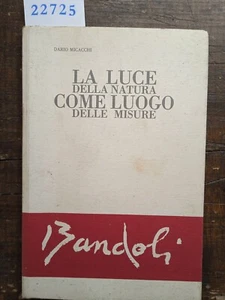 22725
DARIO MICACCHI
LA LUCE
DELLA NATURA
COME LUOGO
DELLE MISURE
Bandoli